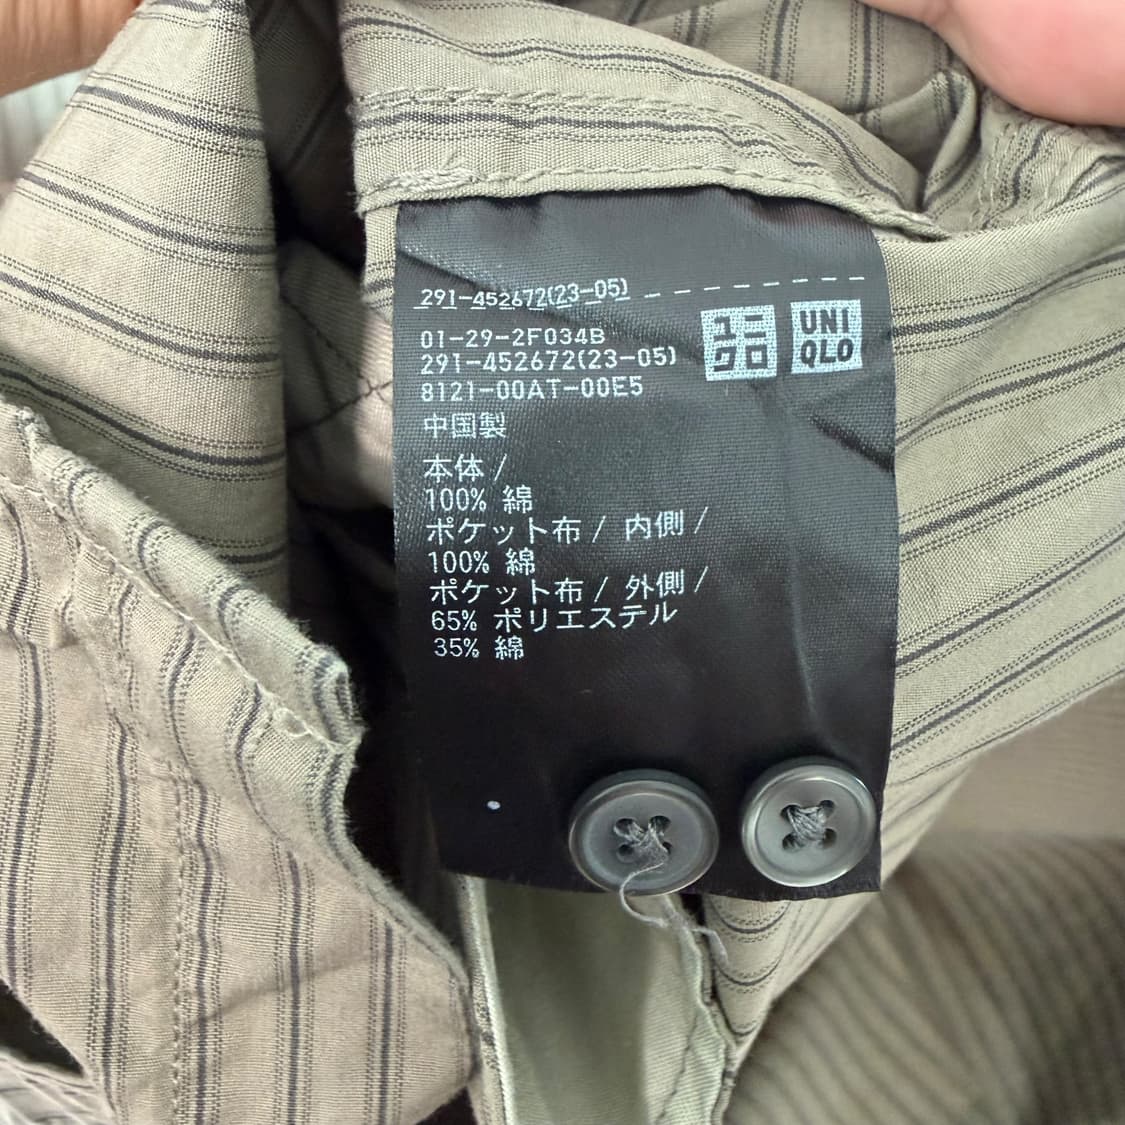 291-452672(23-05)
01-29-2F034B
291-452672(23-05)
8121-00AT-00E5
ユニクロ
UNIQLO
中国製
本体 /
100% 綿
ポケット布 / 内側 /
100% 綿
ポケット布 / 外側 /
65% ポリエステル
35% 綿